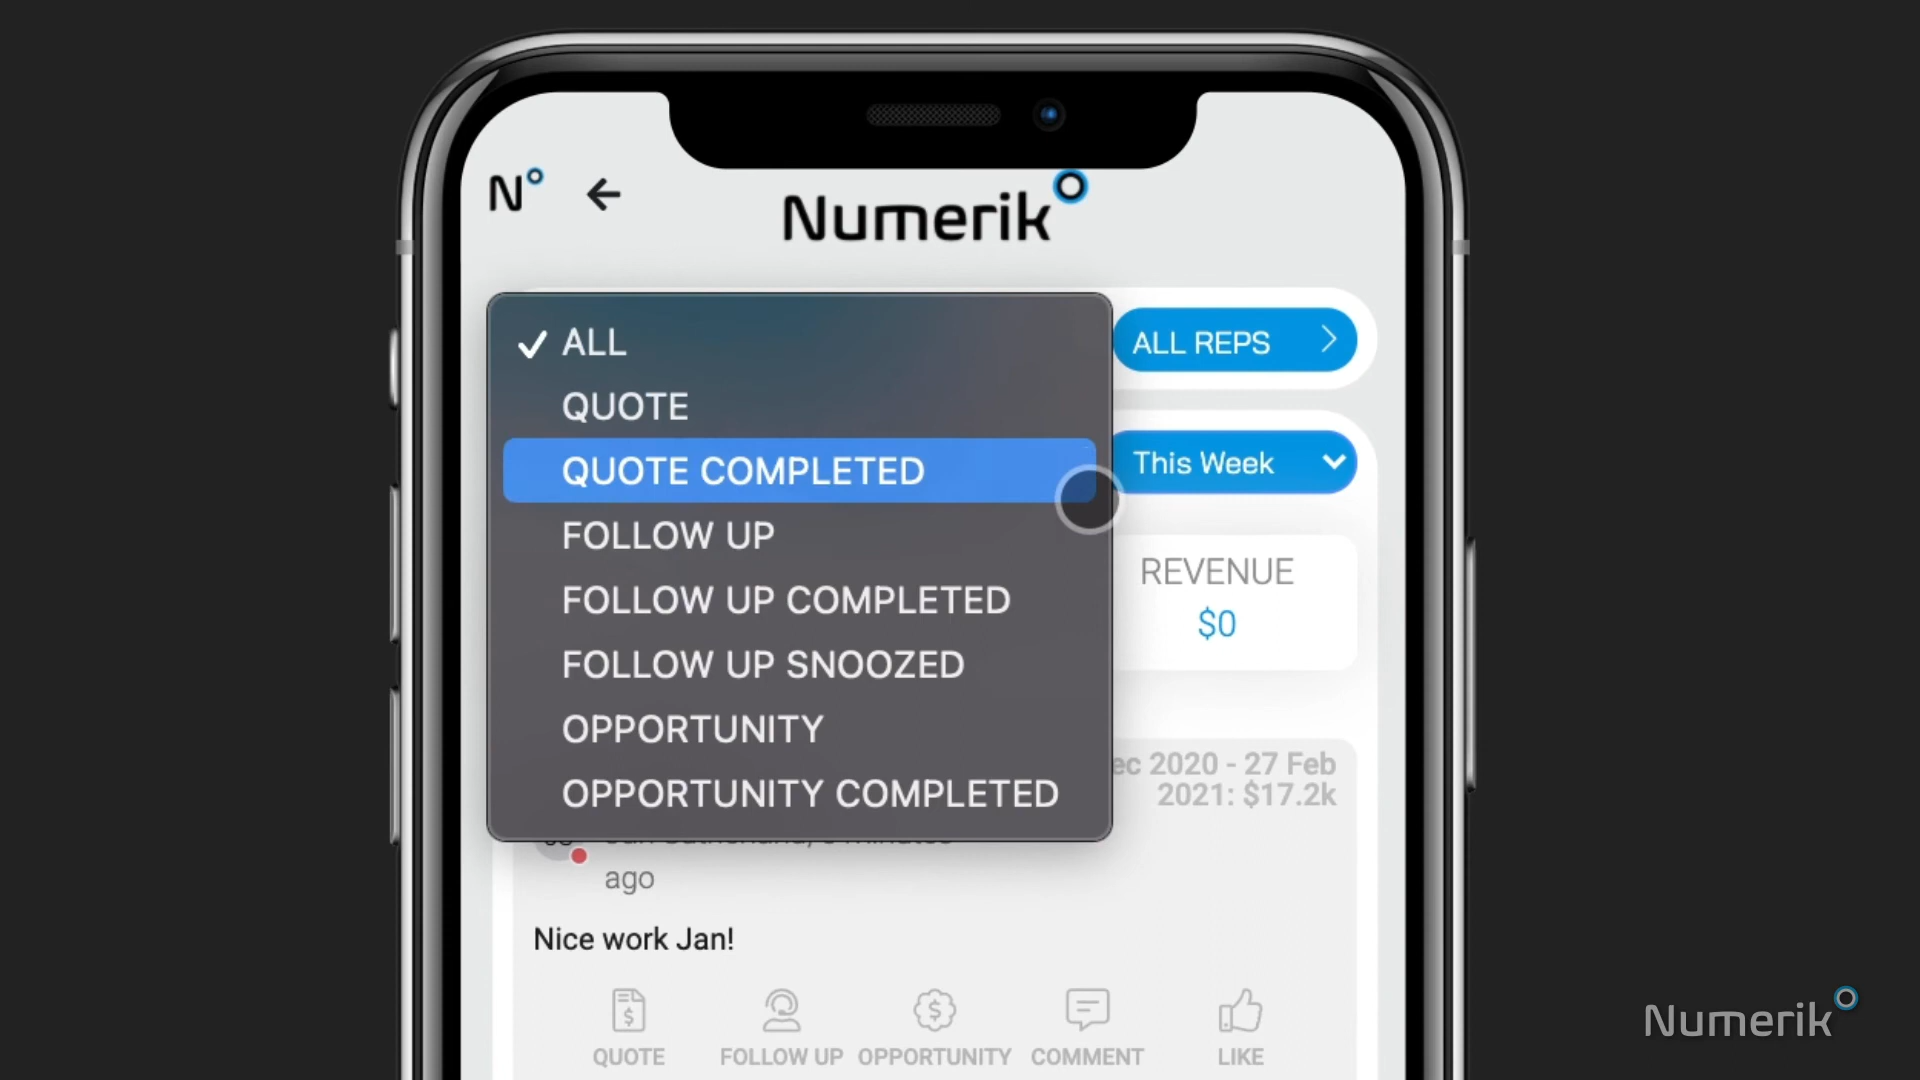 N°
Numerik
ALL
QUOTE
QUOTE COMPLETED
FOLLOW UP
FOLLOW UP COMPLETED
FOLLOW UP SNOOZED
OPPORTUNITY
OPPORTUNITY COMPLETED
ALL REPS
This Week
REVENUE
$0
2020 - 27 Feb
2021: $17.2k
ago
Nice work Jan!
QUOTE
FOLLOW UP
OPPORTUNITY
COMMENT
LIKE
Numerik